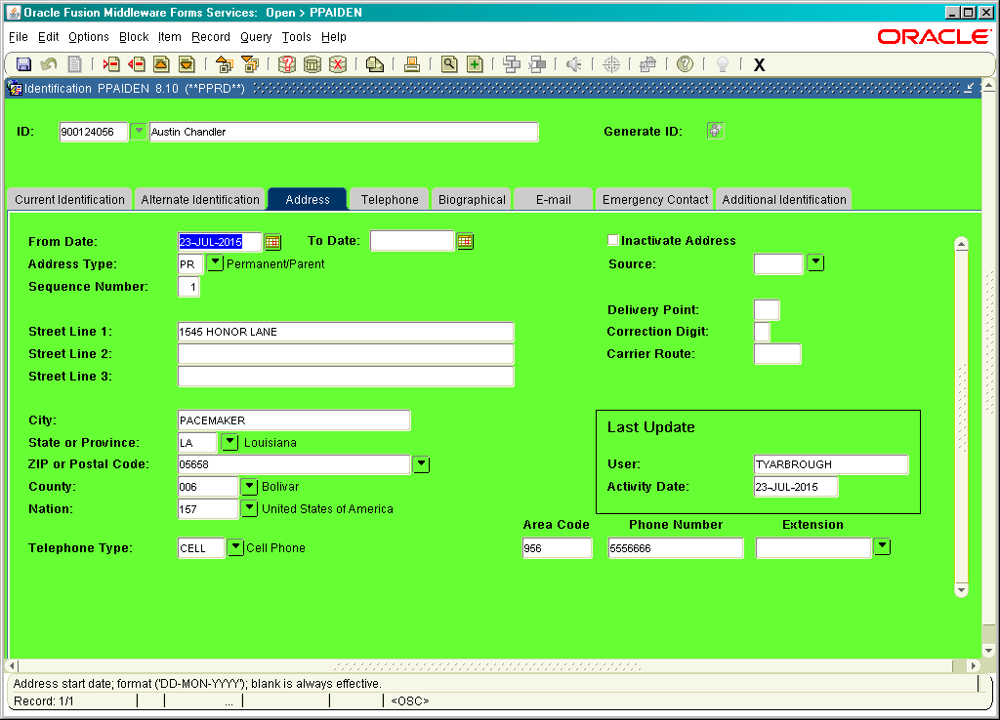 Oracle Fusion Middleware Forms Services: Open > PPAIDEN
File Edit Options Block Item Record Query Tools Help
ORACLE
X
Identification PPAIDEN 8.10 (**PPRD**)
ID: 900124056 Austin Chandler Generate ID:
Current Identification Alternate Identification Address Telephone Biographical E-mail Emergency Contact Additional Identification
From Date: 23-JUL-2015 To Date: Inactivate Address
Address Type: PR Permanent/Parent Source:
Sequence Number: 1
Delivery Point:
Street Line 1: 1545 HONOR LANE Correction Digit:
Street Line 2: Carrier Route:
Street Line 3:
City: PACEMAKER Last Update
State or Province: LA Louisiana
ZIP or Postal Code: 05658 User: TYARBROUGH
County: 006 Bolivar Activity Date: 23-JUL-2015
Nation: 157 United States of America
Area Code Phone Number Extension
Telephone Type: CELL Cell Phone 956 5556666
Address start date; format ('DD-MON-YYYY'); blank is always effective.
Record: 1/1 ... <OSC>